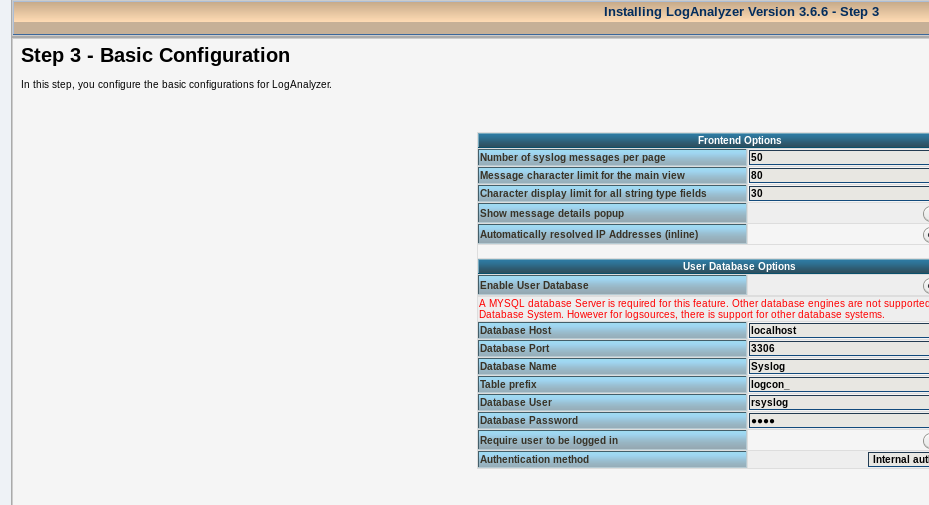 Installing LogAnalyzer Version 3.6.6 - Step 3
Step 3 - Basic Configuration
In this step, you configure the basic configurations for LogAnalyzer.
Frontend Options
Number of syslog messages per page 50
Message character limit for the main view 80
Character display limit for all string type fields 30
Show message details popup
Automatically resolved IP Addresses (inline)
User Database Options
Enable User Database
A MYSQL database Server is required for this feature. Other database engines are not supported
Database System. However for logsources, there is support for other database systems.
Database Host localhost
Database Port 3306
Database Name Syslog
Table prefix logcon_
Database User rsyslog
Database Password ●●●●
Require user to be logged in
Authentication method Internal